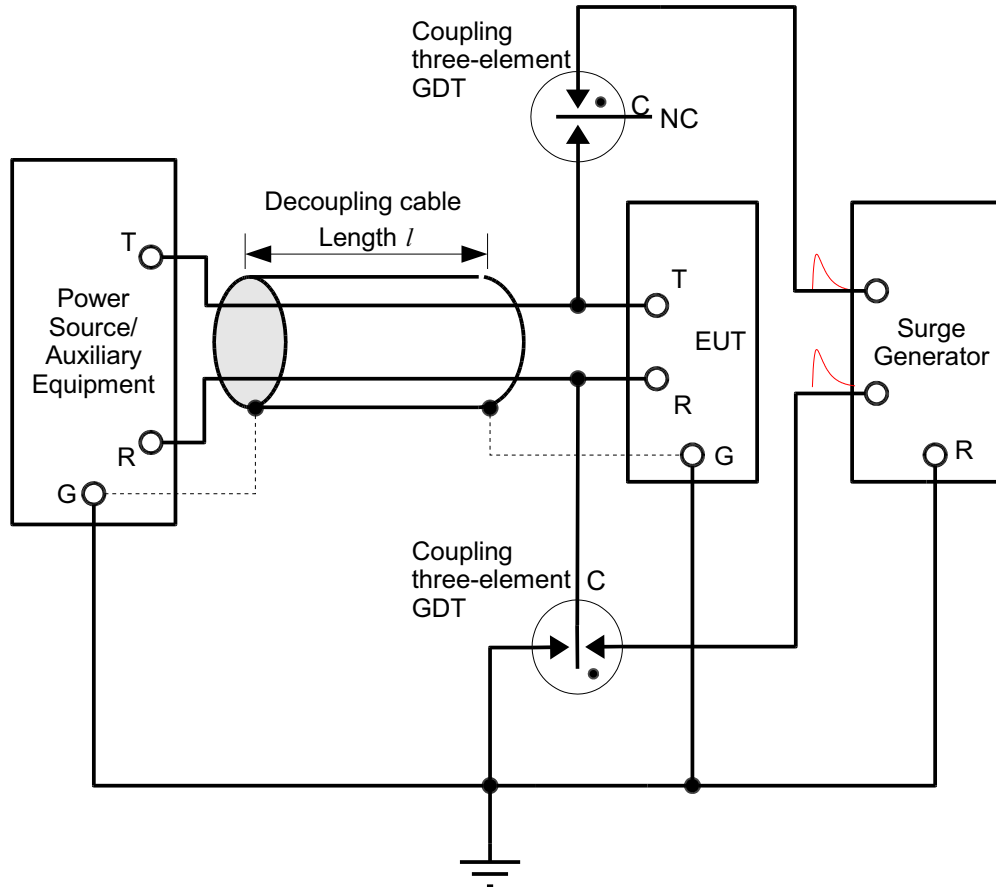 Coupling
three-element
GDT
C
NC
Decoupling cable
Length l
T
Power
Source/
Auxiliary
Equipment
R
G
T
EUT
R
G
Surge
Generator
R
Coupling
three-element
GDT
C